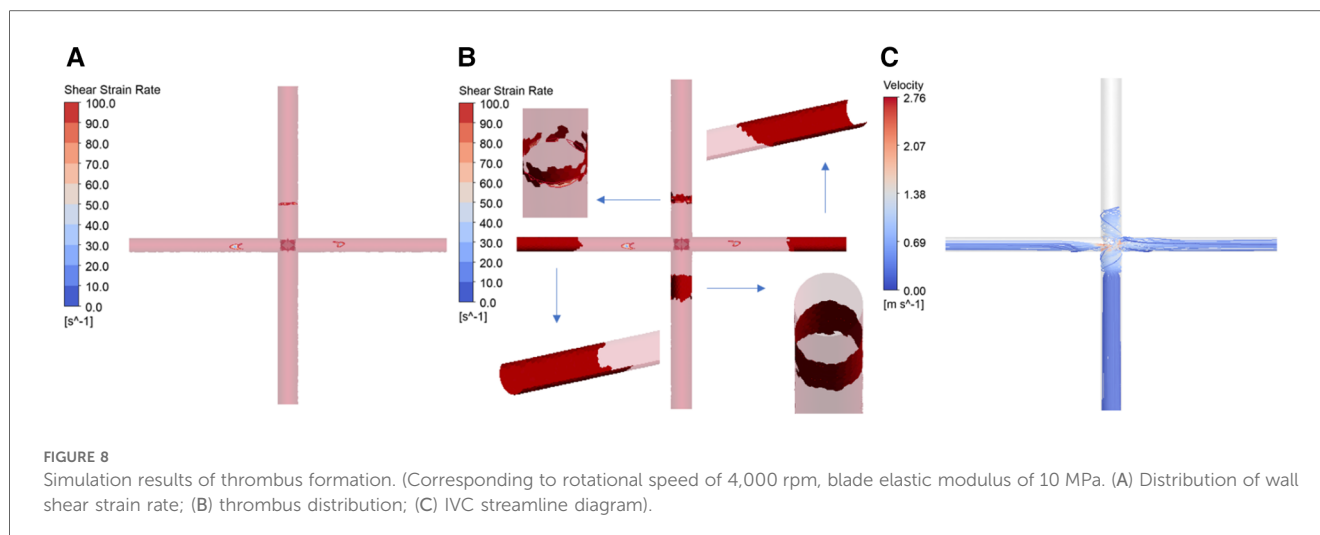 A
B
C
Shear Strain Rate
100.0
90.0
80.0
70.0
60.0
50.0
40.0
30.0
20.0
10.0
0.0
[s^-1]
Shear Strain Rate
100.0
90.0
80.0
70.0
60.0
50.0
40.0
30.0
20.0
10.0
0.0
[s^-1]
Velocity
2.76
2.07
1.38
0.69
0.00
[m s^-1]
FIGURE 8
Simulation results of thrombus formation. (Corresponding to rotational speed of 4,000 rpm, blade elastic modulus of 10 MPa. (A) Distribution of wall
shear strain rate; (B) thrombus distribution; (C) IVC streamline diagram).